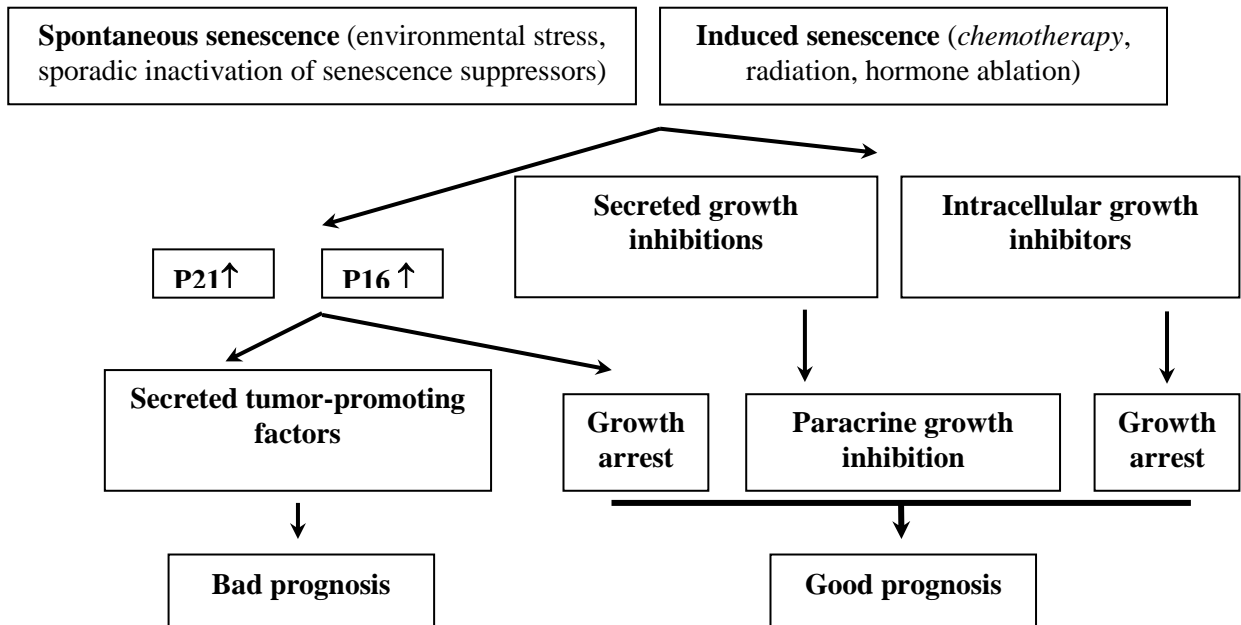 Spontaneous senescence (environmental stress,
sporadic inactivation of senescence suppressors)
Induced senescence (chemotherapy,
radiation, hormone ablation)
Secreted growth
inhibitions
Intracellular growth
inhibitors
P21↑
P16 ↑
Secreted tumor-promoting
factors
Growth
arrest
Paracrine growth
inhibition
Growth
arrest
Bad prognosis
Good prognosis